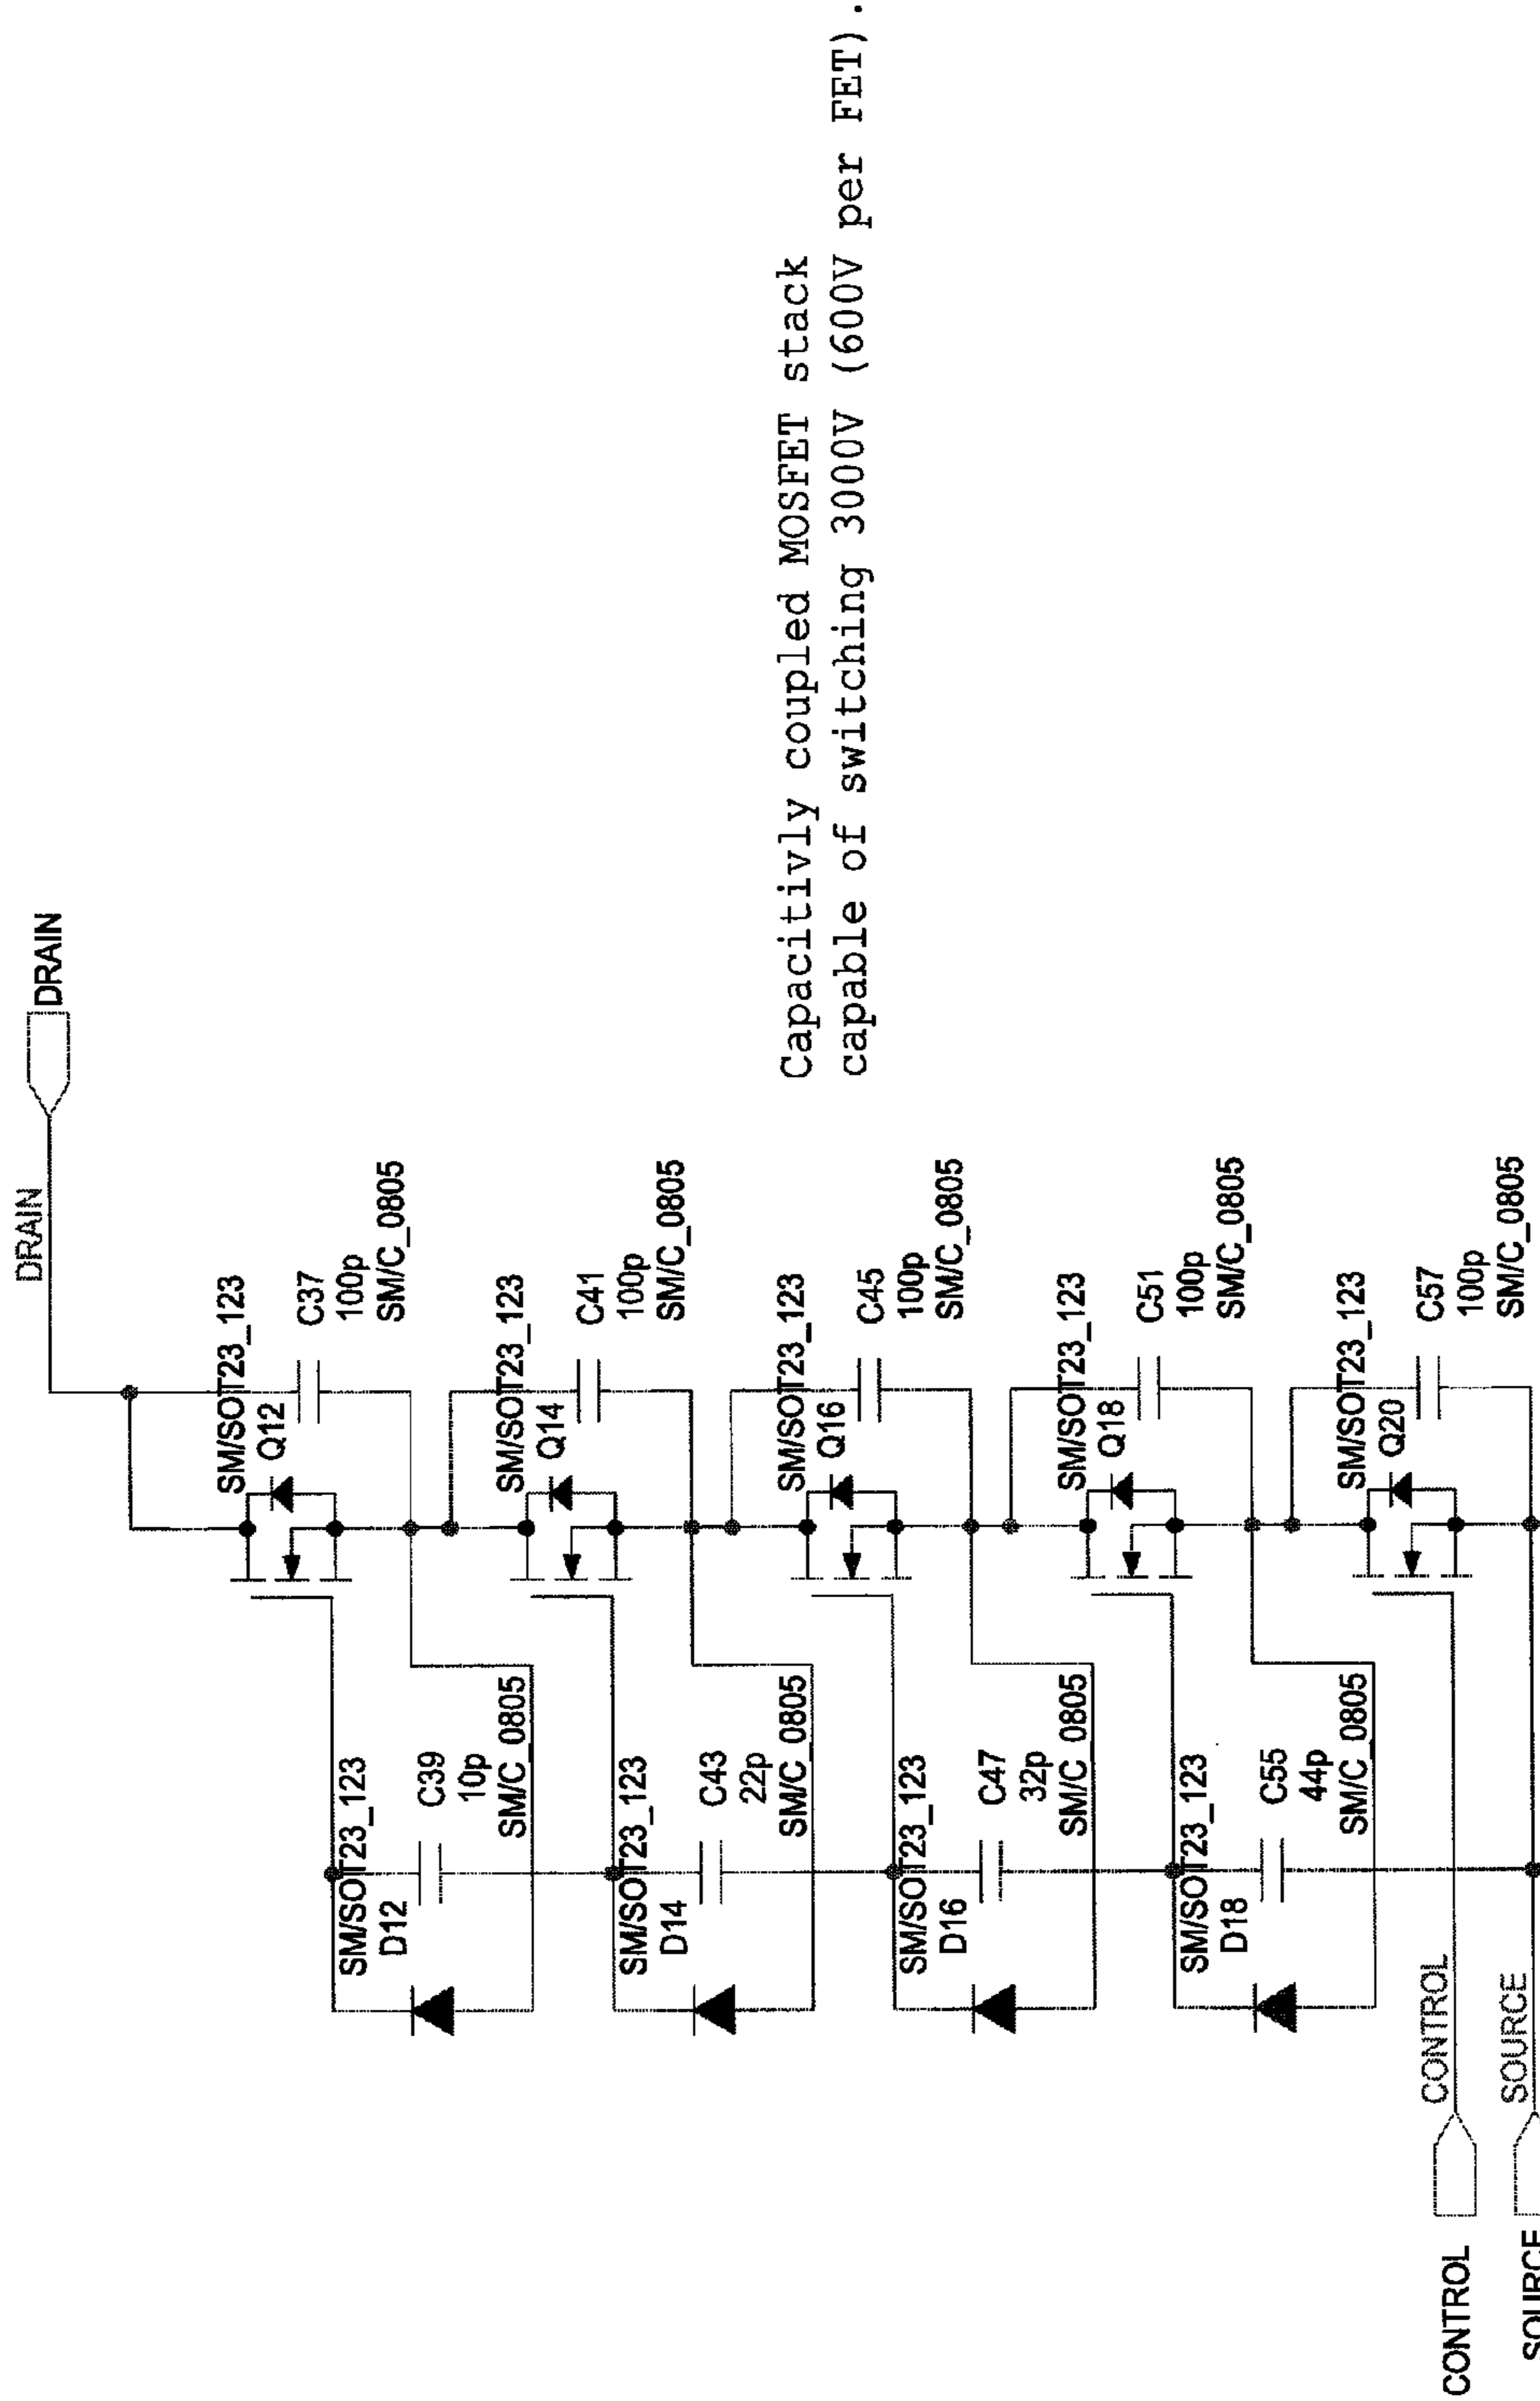 DRAIN
DRAIN
SM/SOT23_123
Q12
C37
100p
SM/C_0805
SM/SOT23_123
D12
C39
10p
SM/C_0805
SM/SOT23_123
Q14
C41
100p
SM/C_0805
SM/SOT23_123
D14
C43
22p
SM/C_0805
SM/SOT23_123
Q16
C45
100p
SM/C_0805
SM/SOT23_123
D16
C47
32p
SM/C_0805
SM/SOT23_123
Q18
C51
100p
SM/C_0805
SM/SOT23_123
D18
C55
44p
SM/C_0805
SM/SOT23_123
Q20
C57
100p
SM/C_0805
CONTROL
CONTROL
SOURCE
SOURCE
Capacitivly coupled MOSFET stack
capable of switching 3000V (600V per FET).